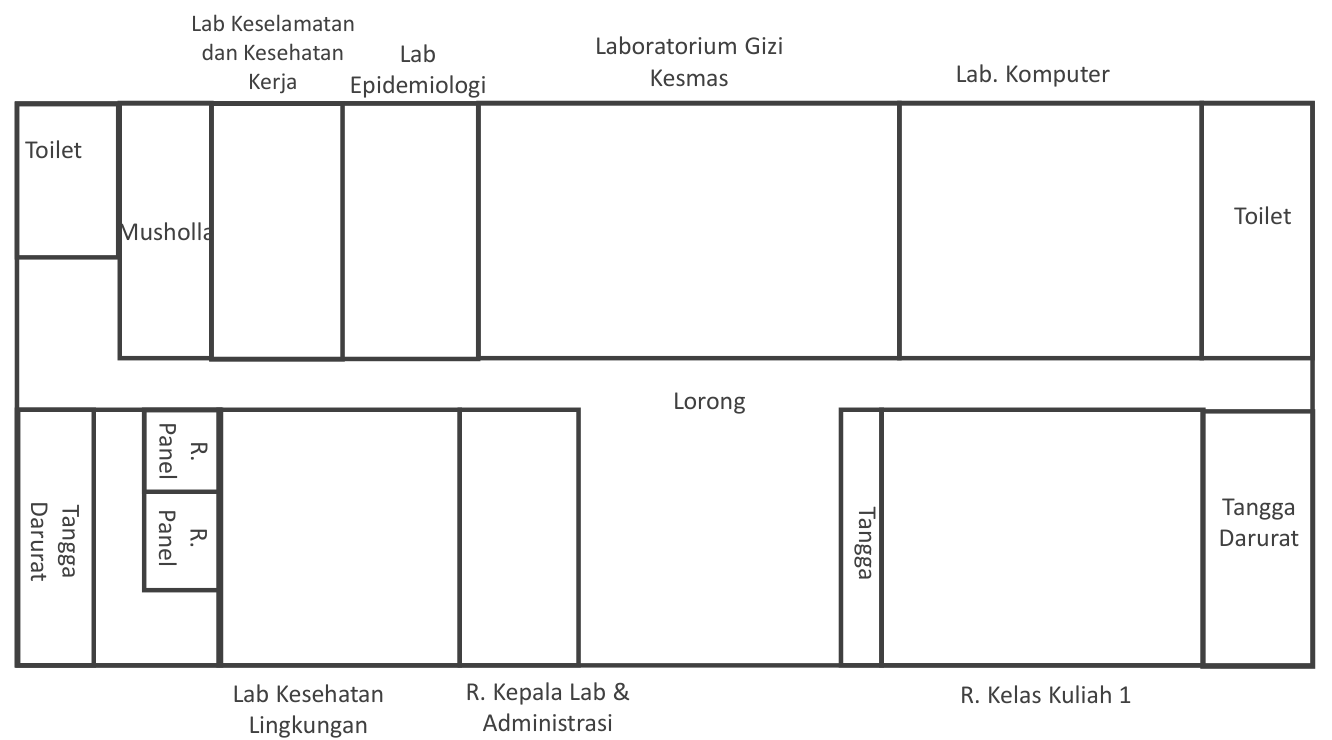 Lab Keselamatan
dan Kesehatan
Kerja
Lab
Epidemiologi
Laboratorium Gizi
Kesmas
Lab. Komputer
Toilet
Musholla
Toilet
Lorong
R.
Panel
R.
Panel
Tangga
Darurat
Tangga
Tangga
Darurat
Lab Kesehatan
Lingkungan
R. Kepala Lab &
Administrasi
R. Kelas Kuliah 1